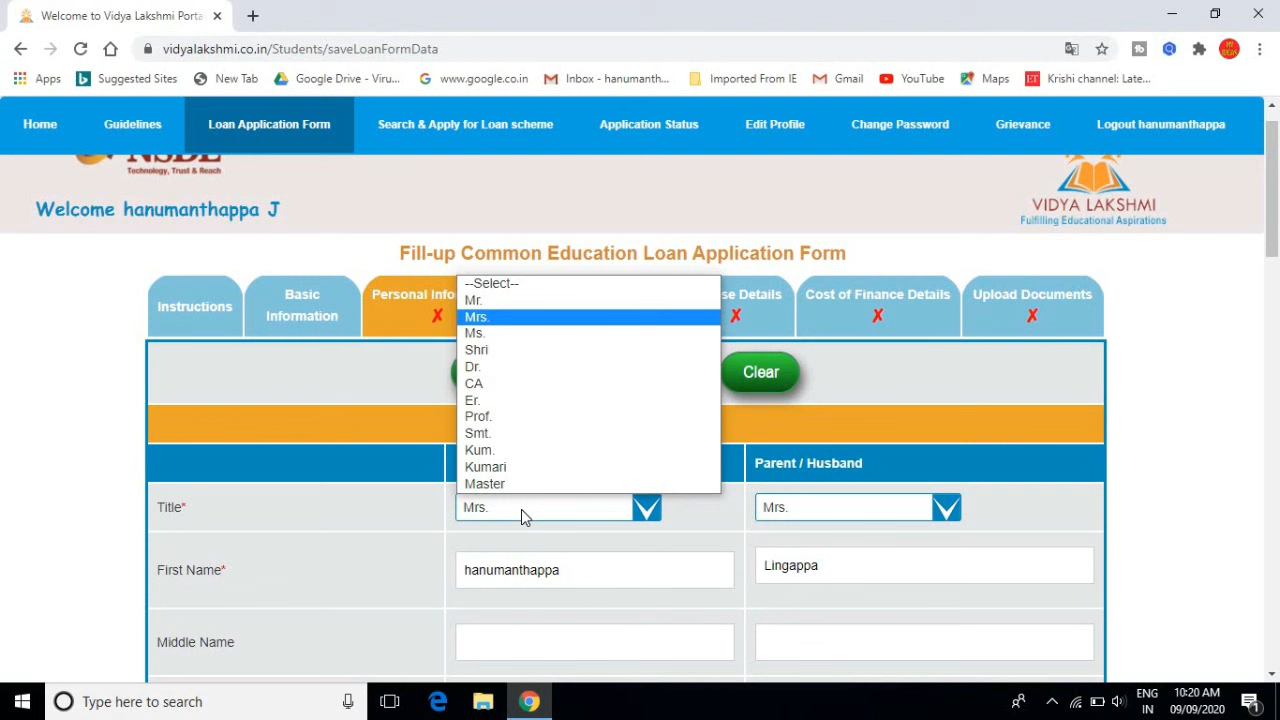 Welcome to Vidya Lakshmi Porta
vidyalakshmi.co.in/Students/saveLoanFormData
Apps
Suggested Sites
New Tab
Google Drive - Viru...
www.google.co.in
Inbox - hanumanth...
Imported From IE
Gmail
YouTube
Maps
Krishi channel: Late...
Home
Guidelines
Loan Application Form
Search & Apply for Loan scheme
Application Status
Edit Profile
Change Password
Grievance
Logout hanumanthappa
NSDL
Technology, Trust & Reach
Welcome hanumanthappa J
VIDYA LAKSHMI
Fulfilling Educational Aspirations
Fill-up Common Education Loan Application Form
Instructions
Basic
Information
Personal Info
✗
se Details
✗
Cost of Finance Details
✗
Upload Documents
✗
--Select--
Mr.
Mrs.
Ms.
Shri
Dr.
CA
Er.
Prof.
Smt.
Kum.
Kumari
Master
Clear
Parent / Husband
Title*
Mrs.
Mrs.
First Name*
hanumanthappa
Lingappa
Middle Name
Type here to search
ENG
IN
10:20 AM
09/09/2020
1